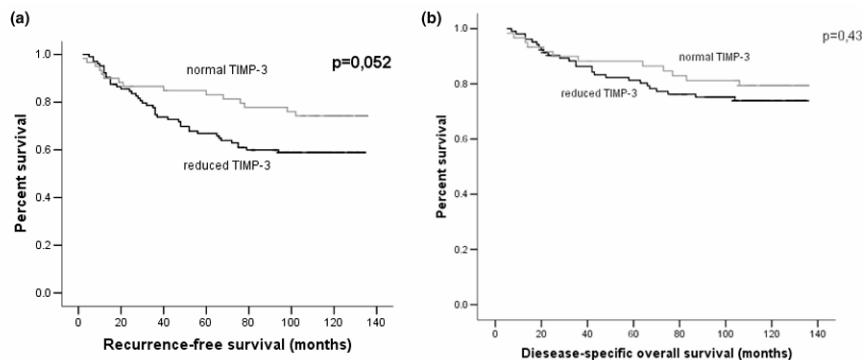 (a)
p=0,052
normal TIMP-3
reduced TIMP-3
Percent survival
1.0
0.8
0.6
0.4
0.2
0.0
0 20 40 60 80 100 120 140
Recurrence-free survival (months)
(b)
p=0,43
normal TIMP-3
reduced TIMP-3
Percent survival
1.0
0.8
0.6
0.4
0.2
0.0
0 20 40 60 80 100 120 140
Diesease-specific overall survival (months)